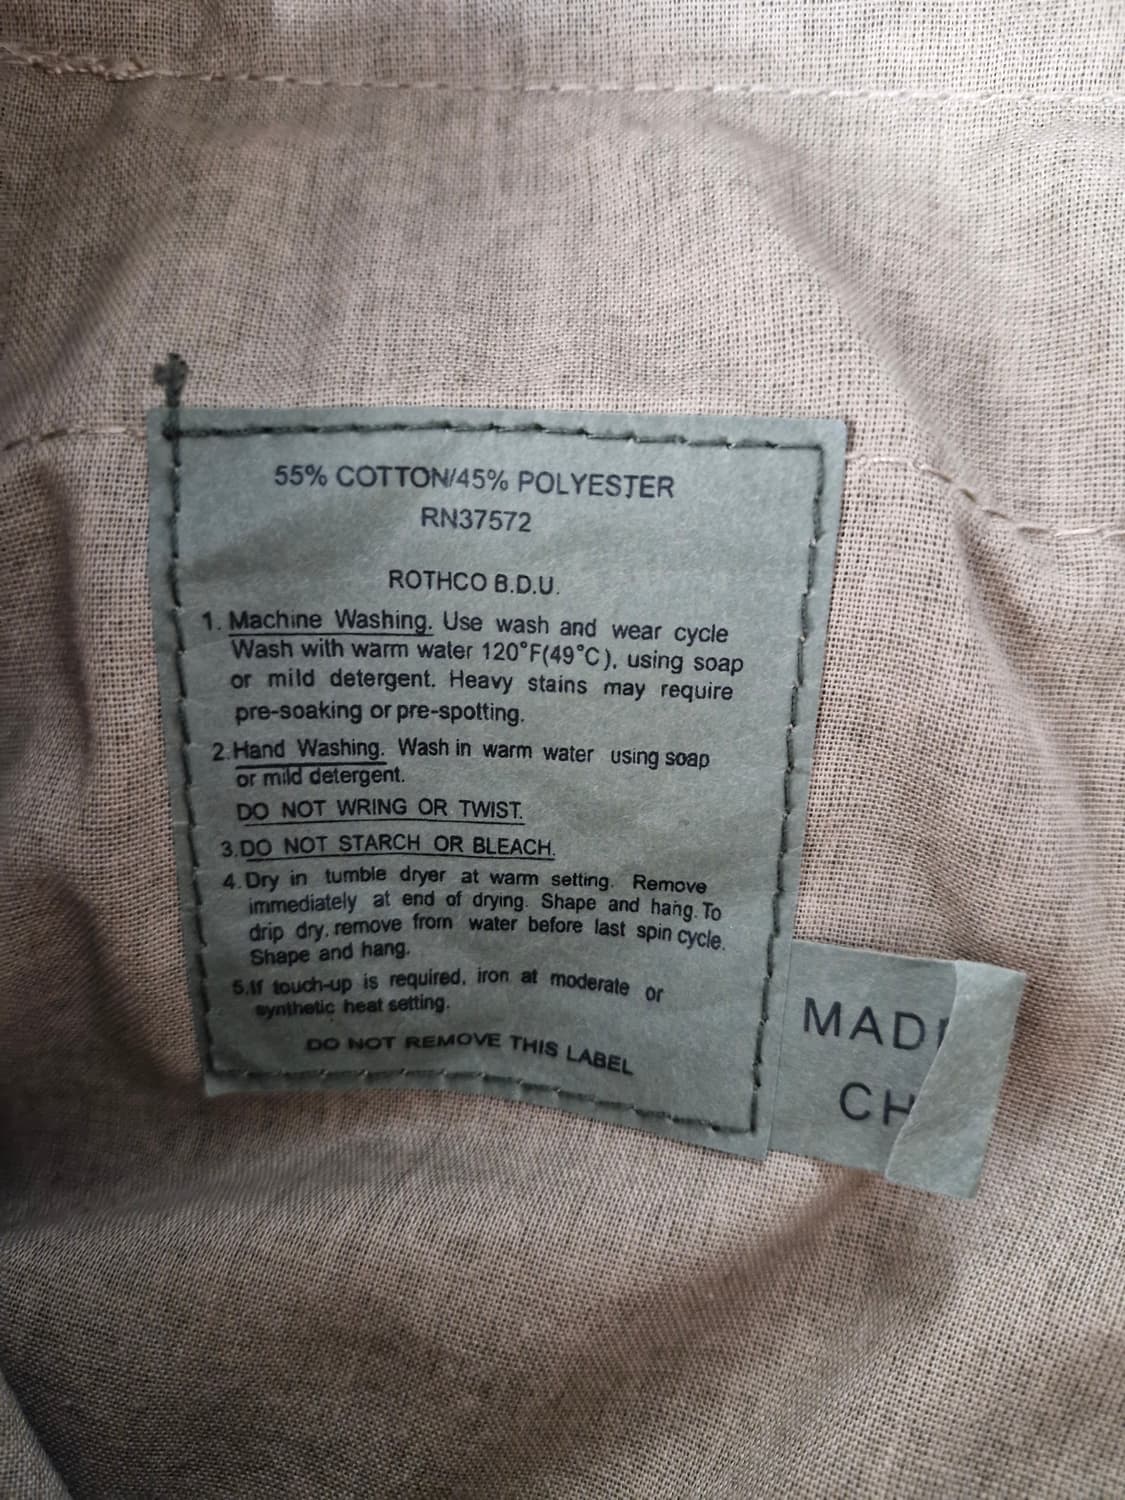 55% COTTON/45% POLYESTER
RN37572
ROTHCO B.D.U.
1. Machine Washing. Use wash and wear cycle
Wash with warm water 120°F(49°C), using soap
or mild detergent. Heavy stains may require
pre-soaking or pre-spotting.
2.Hand Washing. Wash in warm water using soap
or mild detergent.
DO NOT WRING OR TWIST.
3.DO NOT STARCH OR BLEACH.
4.Dry in tumble dryer at warm setting. Remove
immediately at end of drying. Shape and hang. To
drip dry, remove from water before last spin cycle.
Shape and hang.
5.If touch-up is required, iron at moderate or
synthetic heat setting.
DO NOT REMOVE THIS LABEL
MAD
CH